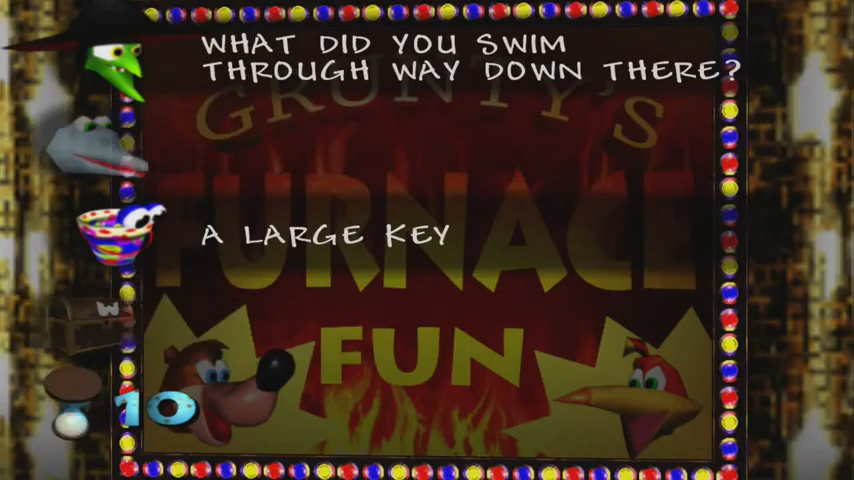 WHAT DID YOU SWIM
THROUGH WAY DOWN THERE?
GRUNTY'S
FURNACE
A LARGE KEY
FUN
W
10